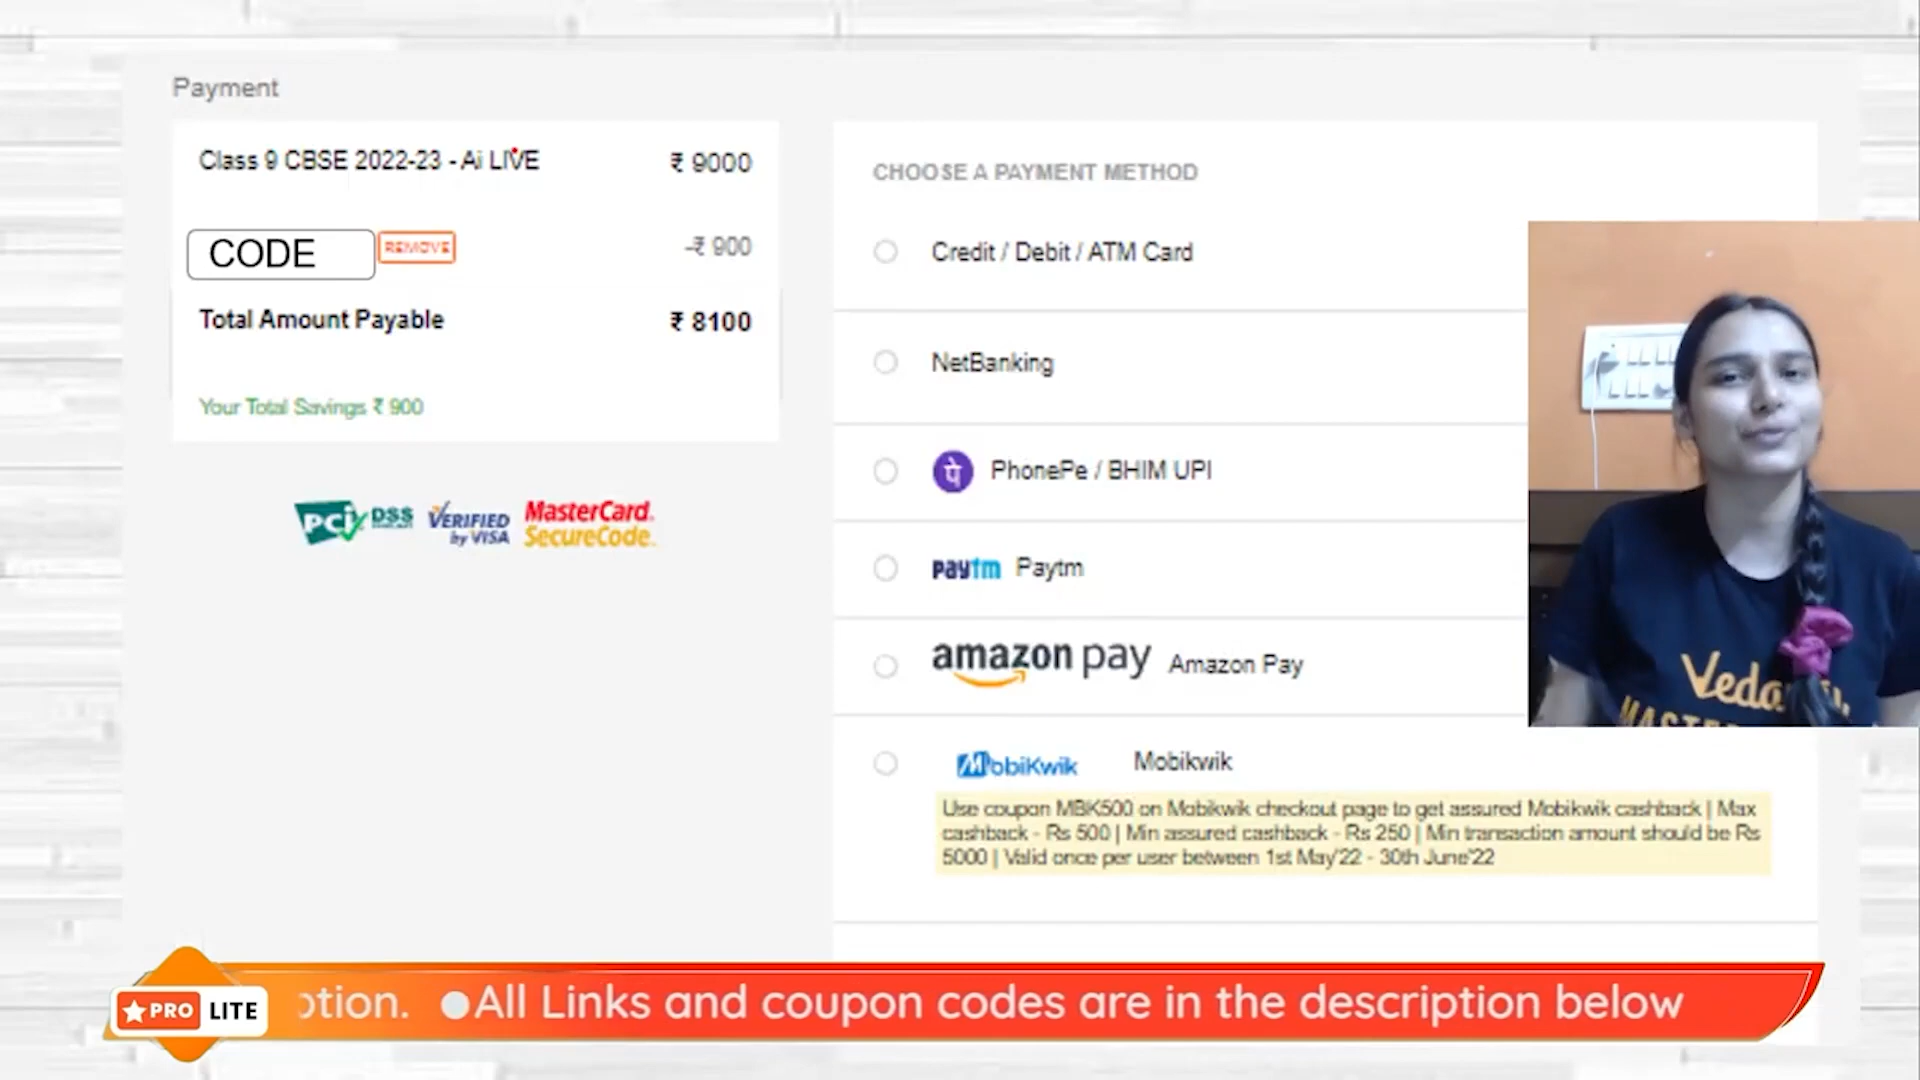 Payment
Class 9 CBSE 2022-23 - Ai LIVE ₹ 9000
CODE REMOVE -₹ 900
Total Amount Payable ₹ 8100
Your Total Savings ₹ 900
PCi DSS VERIFIED by VISA MasterCard. SecureCode.
CHOOSE A PAYMENT METHOD
Credit / Debit / ATM Card
NetBanking
पे PhonePe / BHIM UPI
paytm Paytm
amazon pay Amazon Pay
MobiKwik Mobikwik
Use coupon MBK500 on Mobikwik checkout page to get assured Mobikwik cashback | Max
cashback - Rs 500 | Min assured cashback - Rs 250 | Min transaction amount should be Rs
5000 | Valid once per user between 1st May'22 - 30th June'22
PRO LITE
ption. ●All Links and coupon codes are in the description below